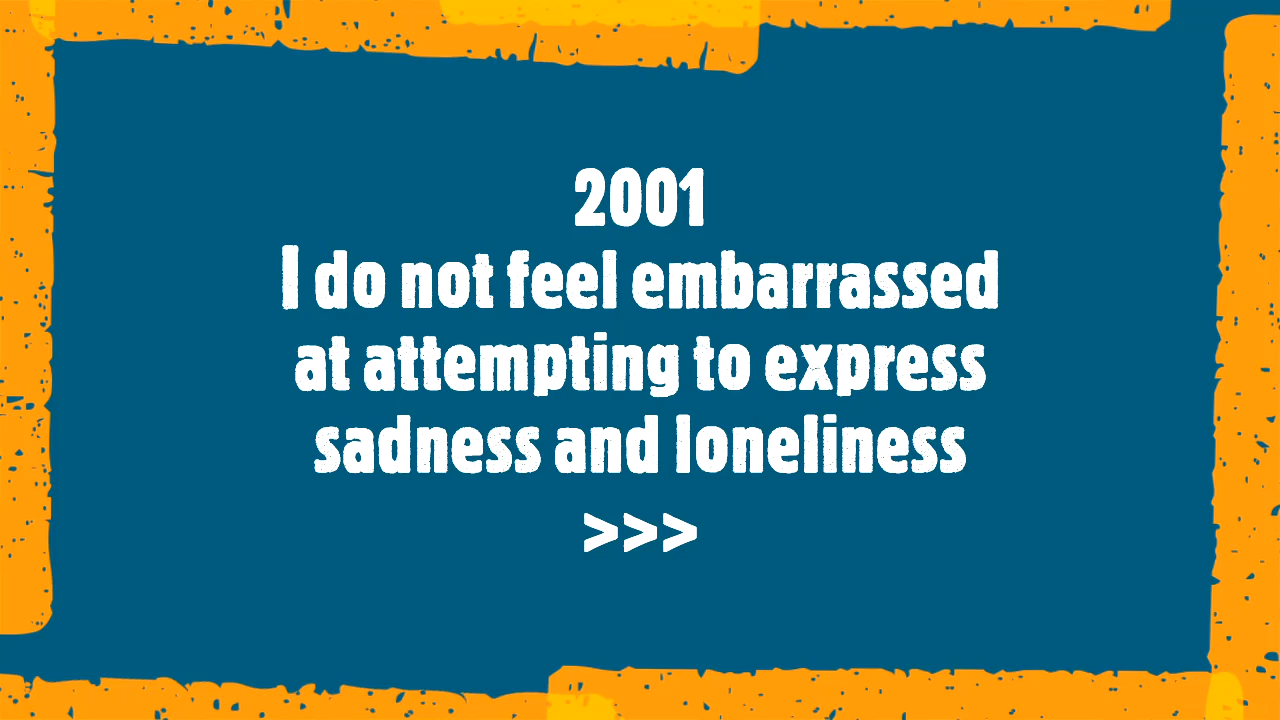 2001
I do not feel embarrassed
at attempting to express
sadness and loneliness
>>>